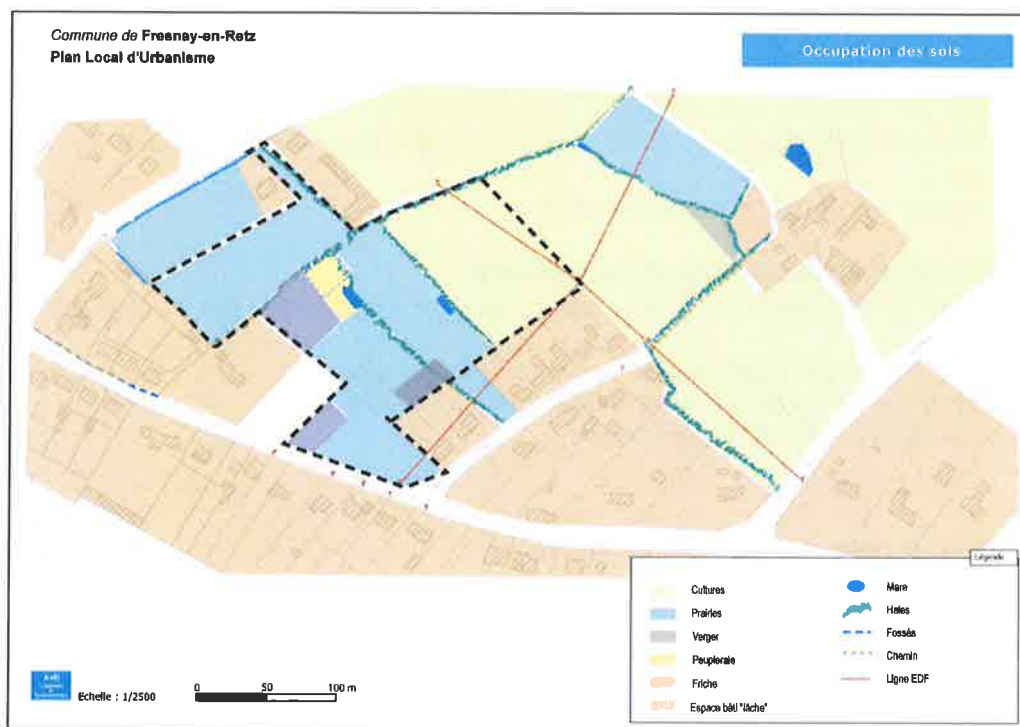 Commune de Fresnay-en-Retz
Plan Local d'Urbanisme
Occupation des sols
Légende
Cultures
Prairies
Verger
Peupleraie
Friche
Espace bâti "lâche"
Mare
Haies
Fossés
Chemin
Ligne EDF
Echelle : 1/2500
0 50 100 m